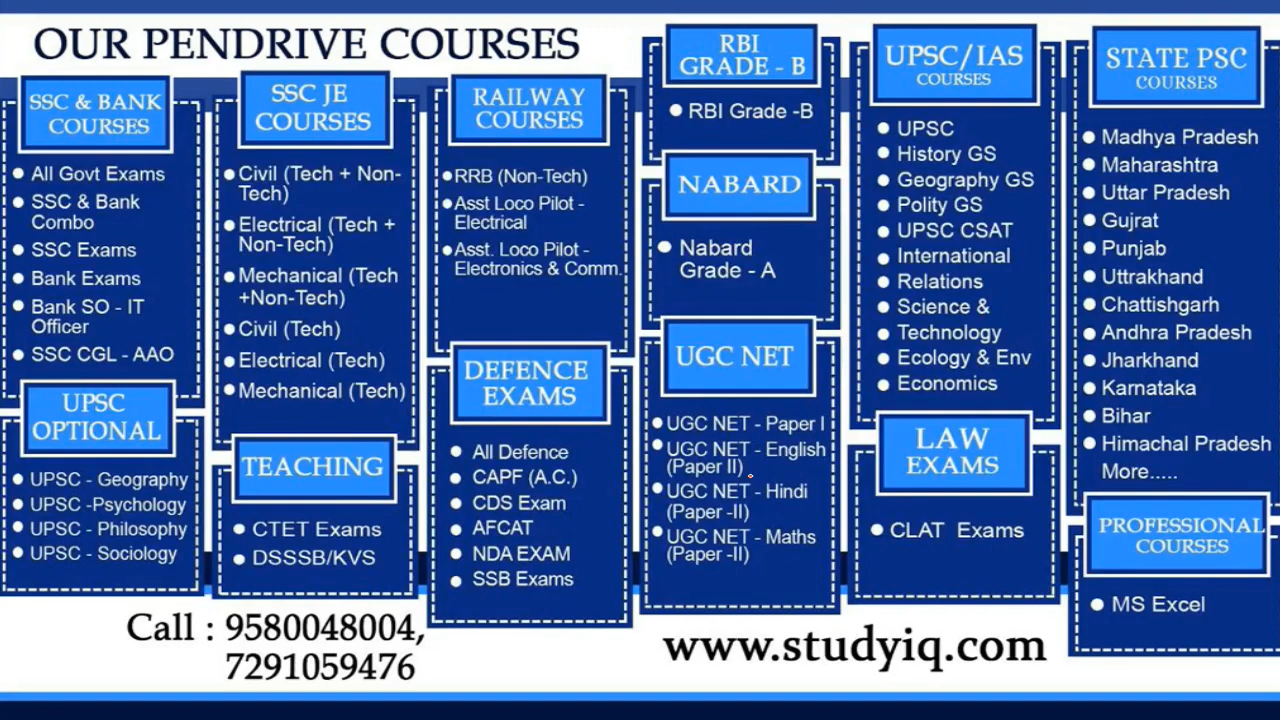 OUR PENDRIVE COURSES
SSC & BANK
COURSES
● All Govt Exams
● SSC & Bank
Combo
● SSC Exams
● Bank Exams
● Bank SO - IT
Officer
● SSC CGL - AAO
UPSC
OPTIONAL
● UPSC - Geography
● UPSC -Psychology
● UPSC - Philosophy
● UPSC - Sociology
SSC JE
COURSES
● Civil (Tech + Non-
Tech)
● Electrical (Tech +
Non-Tech)
● Mechanical (Tech
+Non-Tech)
● Civil (Tech)
● Electrical (Tech)
● Mechanical (Tech)
TEACHING
● CTET Exams
● DSSSB/KVS
RAILWAY
COURSES
● RRB (Non-Tech)
● Asst Loco Pilot -
Electrical
● Asst. Loco Pilot -
Electronics & Comm.
DEFENCE
EXAMS
● All Defence
● CAPF (A.C.)
● CDS Exam
● AFCAT
● NDA EXAM
● SSB Exams
RBI
GRADE - B
● RBI Grade -B
NABARD
● Nabard
Grade - A
UGC NET
● UGC NET - Paper I
● UGC NET - English
(Paper II)
● UGC NET - Hindi
(Paper -II)
● UGC NET - Maths
(Paper -II)
UPSC/IAS
COURSES
● UPSC
● History GS
● Geography GS
● Polity GS
● UPSC CSAT
● International
● Relations
● Science &
● Technology
● Ecology & Env
● Economics
LAW
EXAMS
● CLAT Exams
STATE PSC
COURSES
● Madhya Pradesh
● Maharashtra
● Uttar Pradesh
● Gujrat
● Punjab
● Uttrakhand
● Chattishgarh
● Andhra Pradesh
● Jharkhand
● Karnataka
● Bihar
● Himachal Pradesh
More.....
PROFESSIONAL
COURSES
● MS Excel
Call : 9580048004,
7291059476
www.studyiq.com